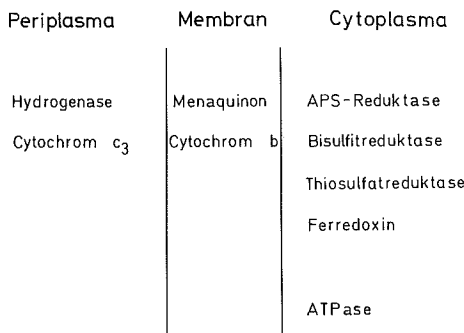 Periplasma Membran Cytoplasma
Hydrogenase Menaquinon APS-Reduktase
Cytochrom c3 Cytochrom b Bisulfitreduktase
Thiosulfatreduktase
Ferredoxin
ATPase